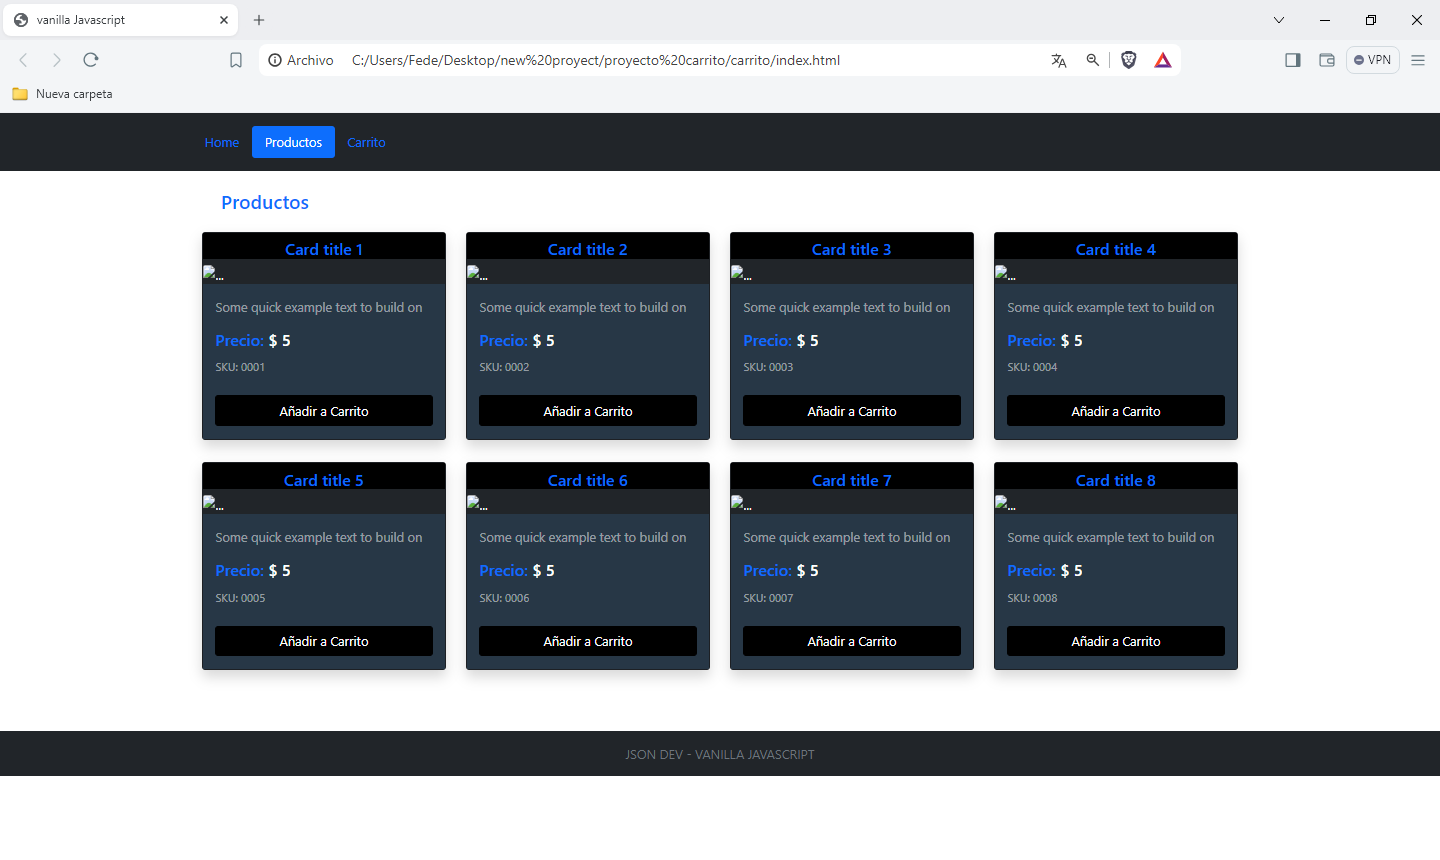 vanilla Javascript
Archivo C:/Users/Fede/Desktop/new%20proyect/proyecto%20carrito/carrito/index.html VPN
Nueva carpeta
Home Productos Carrito
Productos
Card title 1 Card title 2 Card title 3 Card title 4
... ... ... ...
Some quick example text to build on Some quick example text to build on Some quick example text to build on Some quick example text to build on
Precio: $ 5 Precio: $ 5 Precio: $ 5 Precio: $ 5
SKU: 0001 SKU: 0002 SKU: 0003 SKU: 0004
Añadir a Carrito Añadir a Carrito Añadir a Carrito Añadir a Carrito
Card title 5 Card title 6 Card title 7 Card title 8
... ... ... ...
Some quick example text to build on Some quick example text to build on Some quick example text to build on Some quick example text to build on
Precio: $ 5 Precio: $ 5 Precio: $ 5 Precio: $ 5
SKU: 0005 SKU: 0006 SKU: 0007 SKU: 0008
Añadir a Carrito Añadir a Carrito Añadir a Carrito Añadir a Carrito
JSON DEV - VANILLA JAVASCRIPT